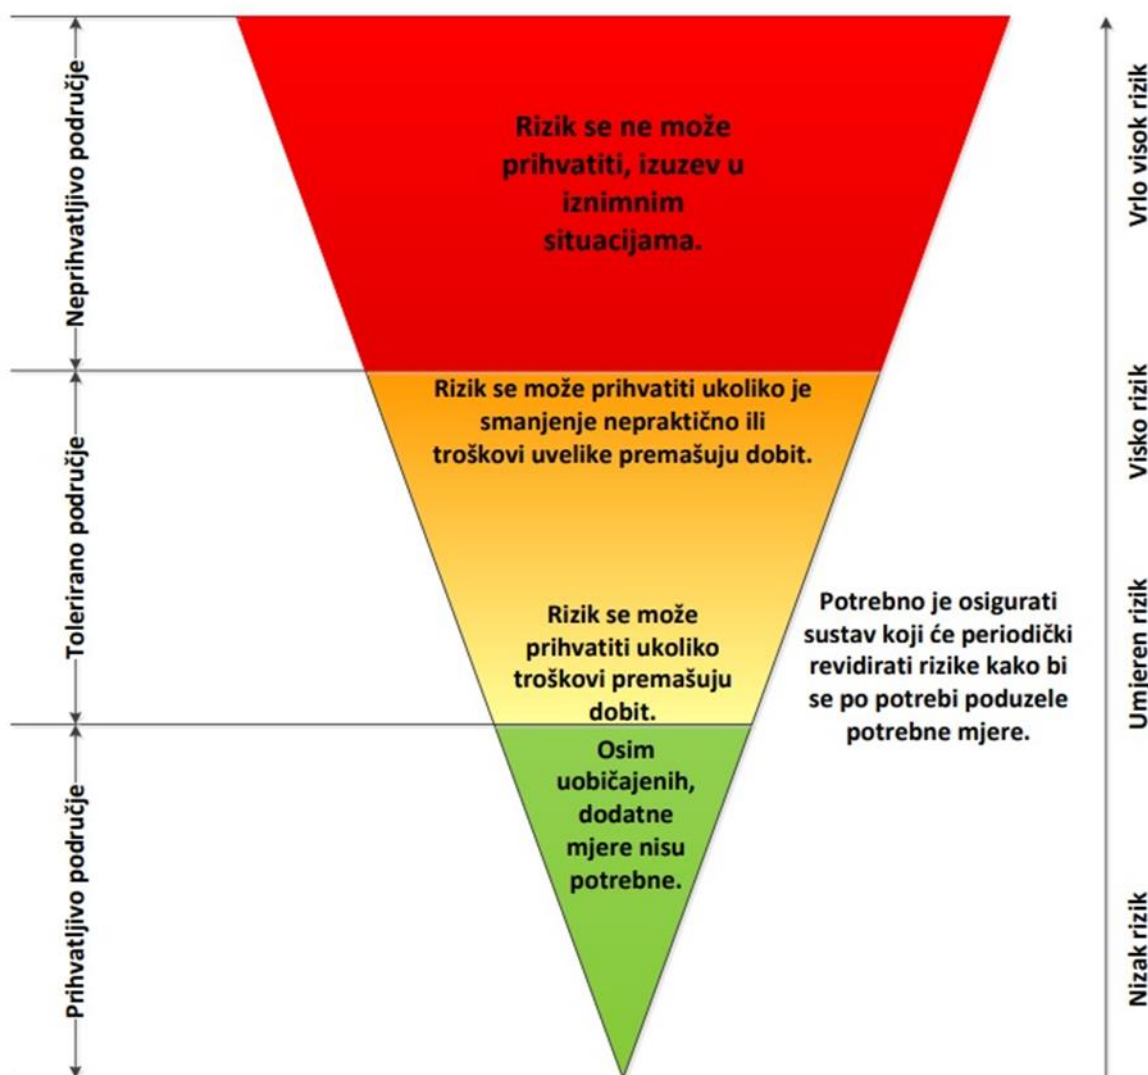 Neprihvatljivo područje
Rizik se ne može
prihvatiti, izuzev u
iznimnim
situacijama.
Vrlo visok rizik
Tolerirano područje
Rizik se može prihvatiti ukoliko je
smanjenje nepraktično ili
troškovi uvelike premašuju dobit.
Visko rizik
Rizik se može
prihvatiti ukoliko
troškovi premašuju
dobit.
Potrebno je osigurati
sustav koji će periodički
revidirati rizike kako bi
se po potrebi poduzele
potrebne mjere.
Umjeren rizik
Prihvatljivo područje
Osim
uobičajenih,
dodatne
mjere nisu
potrebne.
Nizak rizik